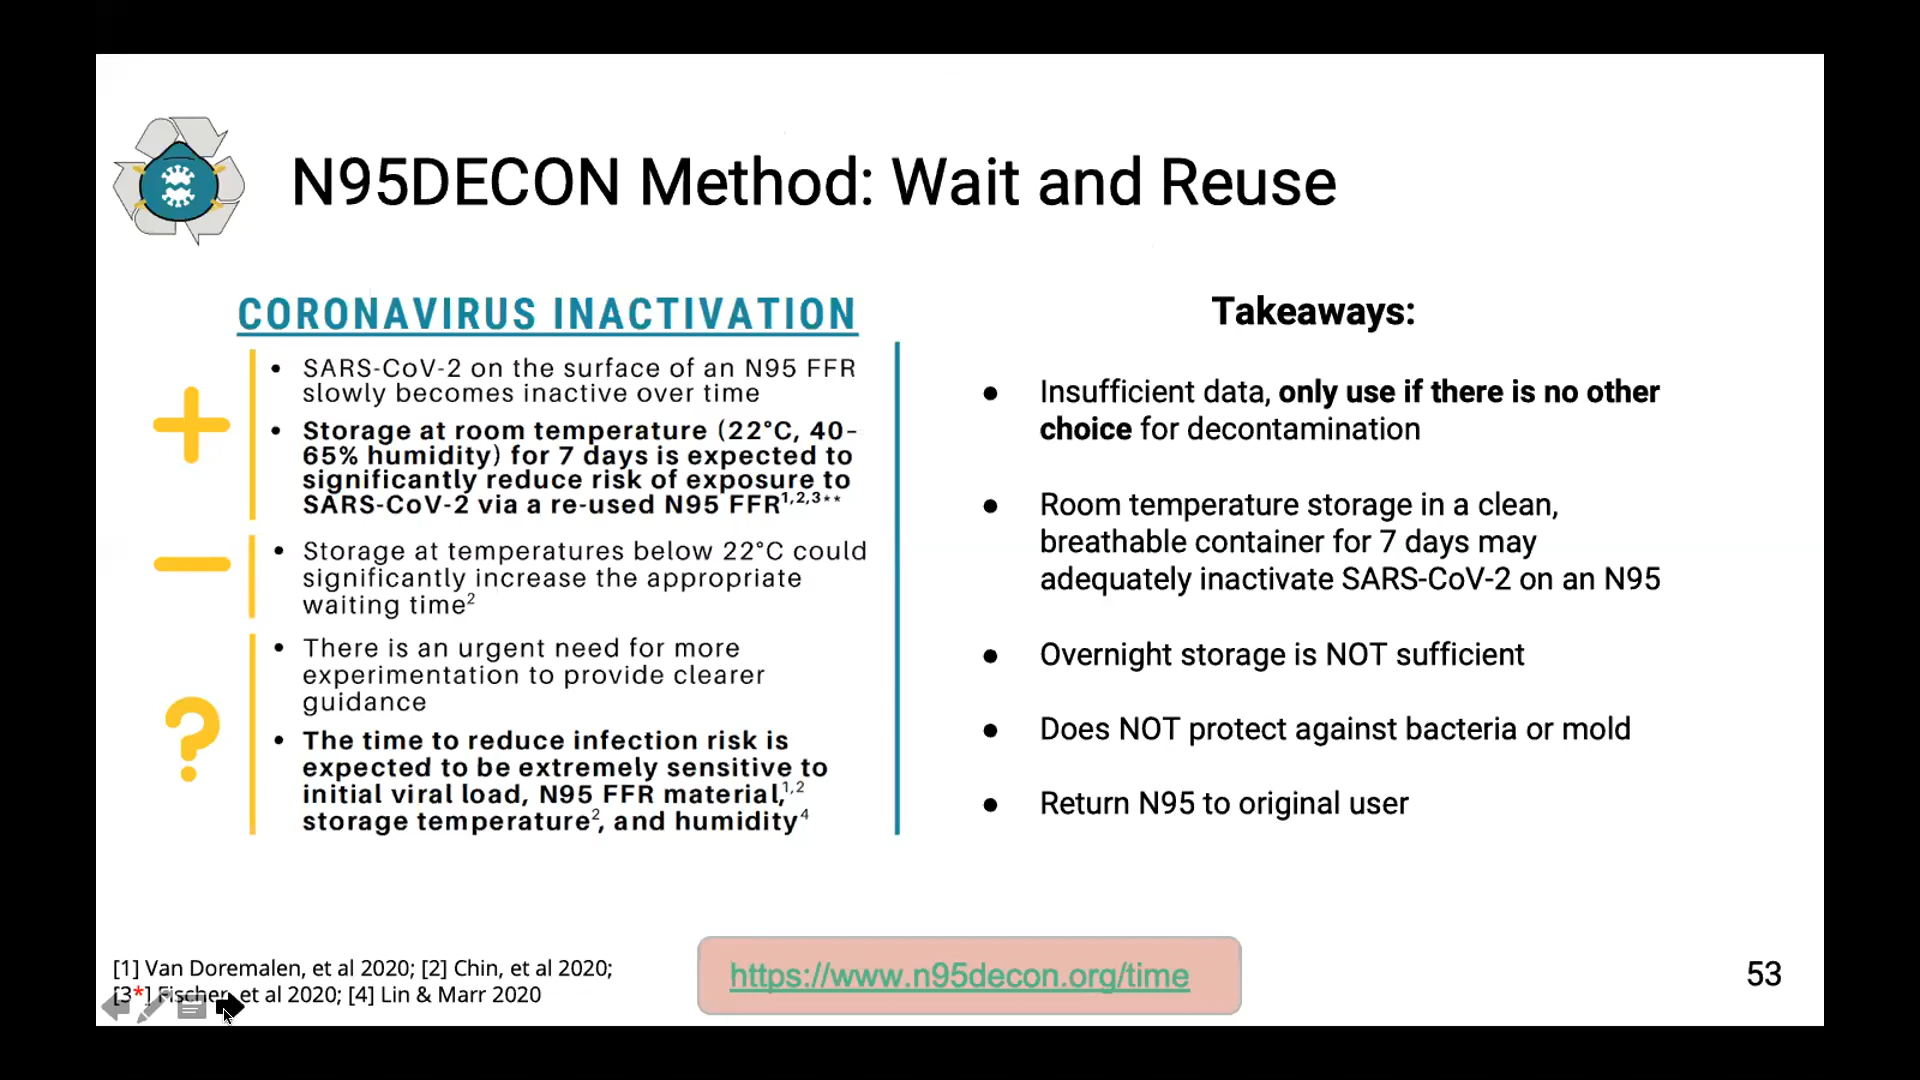 N95DECON Method: Wait and Reuse
CORONAVIRUS INACTIVATION
• SARS-CoV-2 on the surface of an N95 FFR
slowly becomes inactive over time
• Storage at room temperature (22°C, 40-
65% humidity) for 7 days is expected to
significantly reduce risk of exposure to
SARS-CoV-2 via a re-used N95 FFR¹,²,³**
• Storage at temperatures below 22°C could
significantly increase the appropriate
waiting time²
• There is an urgent need for more
experimentation to provide clearer
guidance
• The time to reduce infection risk is
expected to be extremely sensitive to
initial viral load, N95 FFR material,¹,²
storage temperature², and humidity⁴
Takeaways:
● Insufficient data, only use if there is no other
choice for decontamination
● Room temperature storage in a clean,
breathable container for 7 days may
adequately inactivate SARS-CoV-2 on an N95
● Overnight storage is NOT sufficient
● Does NOT protect against bacteria or mold
● Return N95 to original user
[1] Van Doremalen, et al 2020; [2] Chin, et al 2020;
[3*] Fischer, et al 2020; [4] Lin & Marr 2020
https://www.n95decon.org/time
53